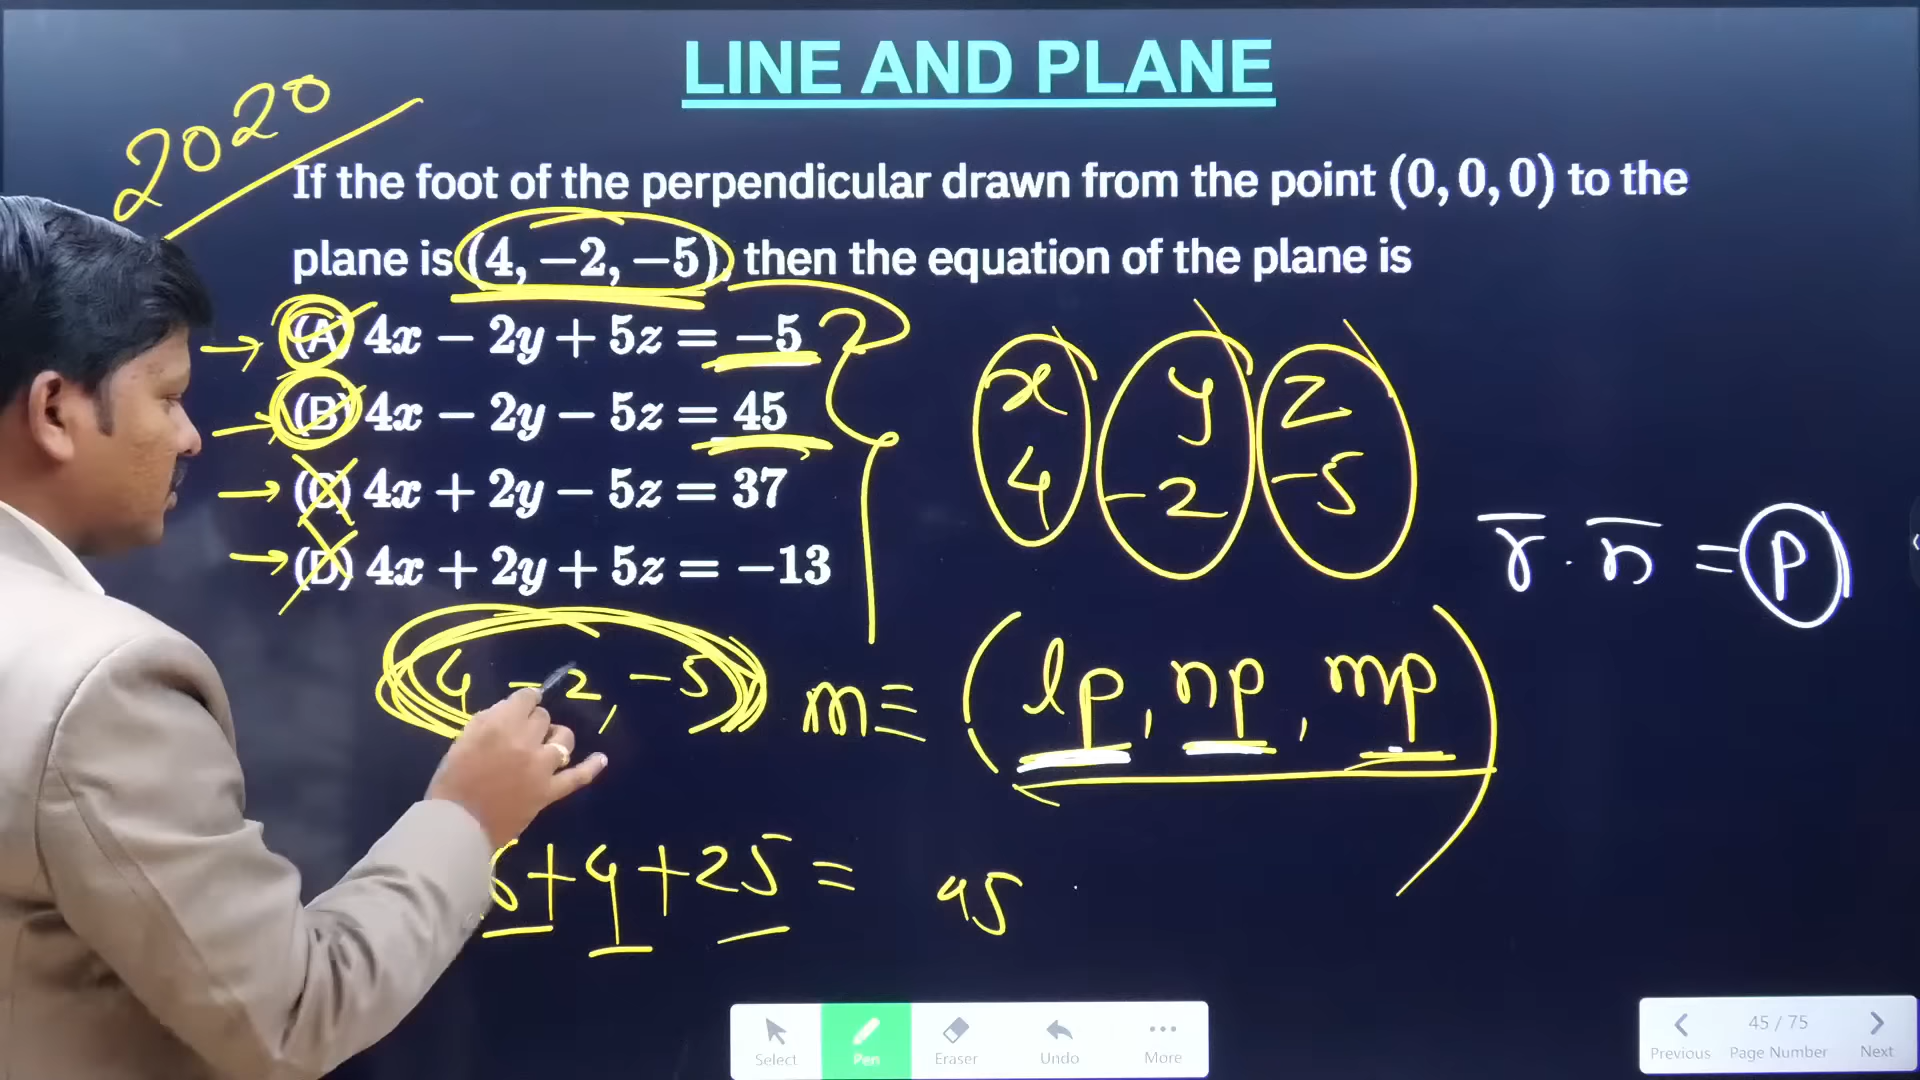 LINE AND PLANE
2020
If the foot of the perpendicular drawn from the point (0, 0, 0) to the
plane is (4, −2, −5), then the equation of the plane is
(A) 4x − 2y + 5z = −5
(B) 4x − 2y − 5z = 45
(C) 4x + 2y − 5z = 37
(D) 4x + 2y + 5z = −13
x y z
4 −2 −5
r̅ · n̅ = p
4 −2, −5
m ≡ (lp, np, mp)
6+4+25 = 45
Select
Pen
Eraser
Undo
More
Previous
45 / 75
Page Number
Next